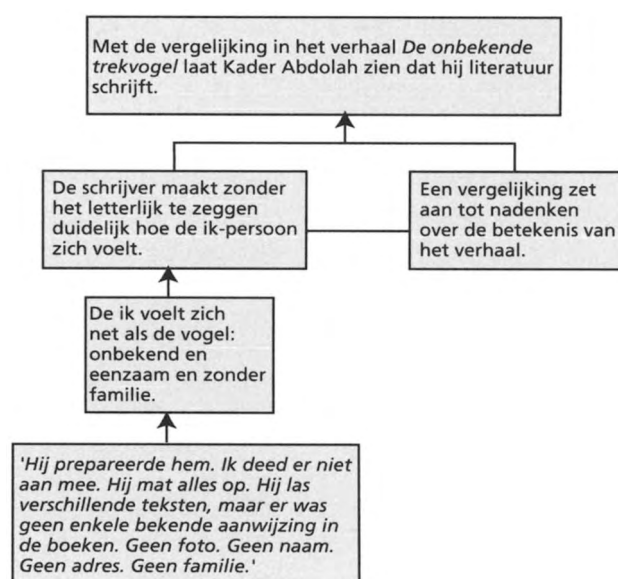 Met de vergelijking in het verhaal De onbekende
trekvogel laat Kader Abdolah zien dat hij literatuur
schrijft.
De schrijver maakt zonder
het letterlijk te zeggen
duidelijk hoe de ik-persoon
zich voelt.
Een vergelijking zet
aan tot nadenken
over de betekenis van
het verhaal.
De ik voelt zich
net als de vogel:
onbekend en
eenzaam en zonder
familie.
'Hij prepareerde hem. Ik deed er niet
aan mee. Hij mat alles op. Hij las
verschillende teksten, maar er was
geen enkele bekende aanwijzing in
de boeken. Geen foto. Geen naam.
Geen adres. Geen familie.'